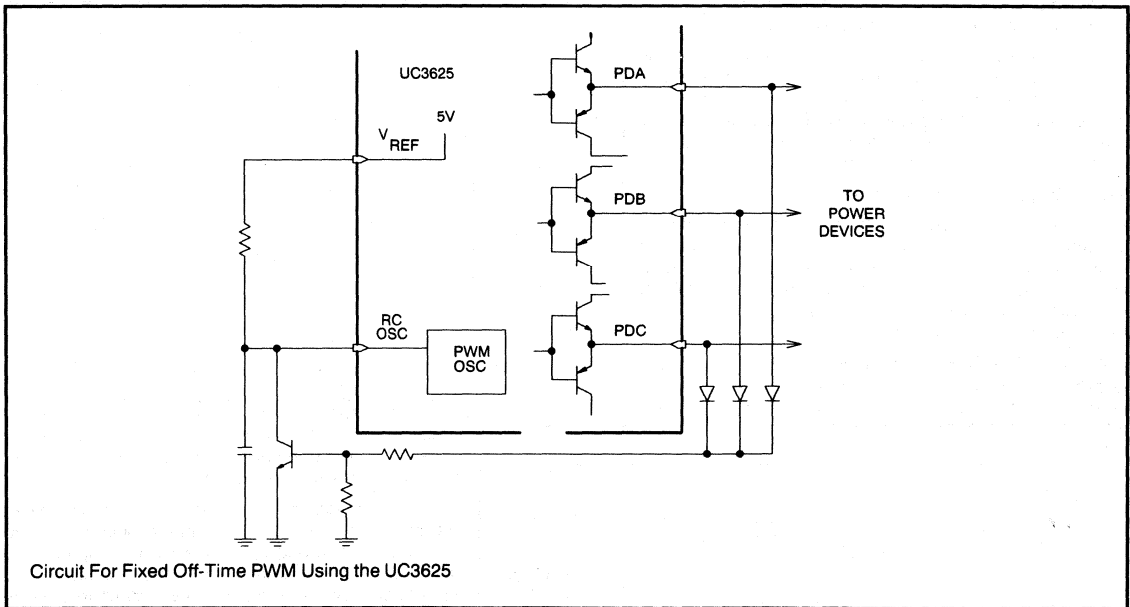 UC3625
PDA
5V
V REF
PDB
TO
POWER
DEVICES
RC
OSC
PWM
OSC
PDC
Circuit For Fixed Off-Time PWM Using the UC3625